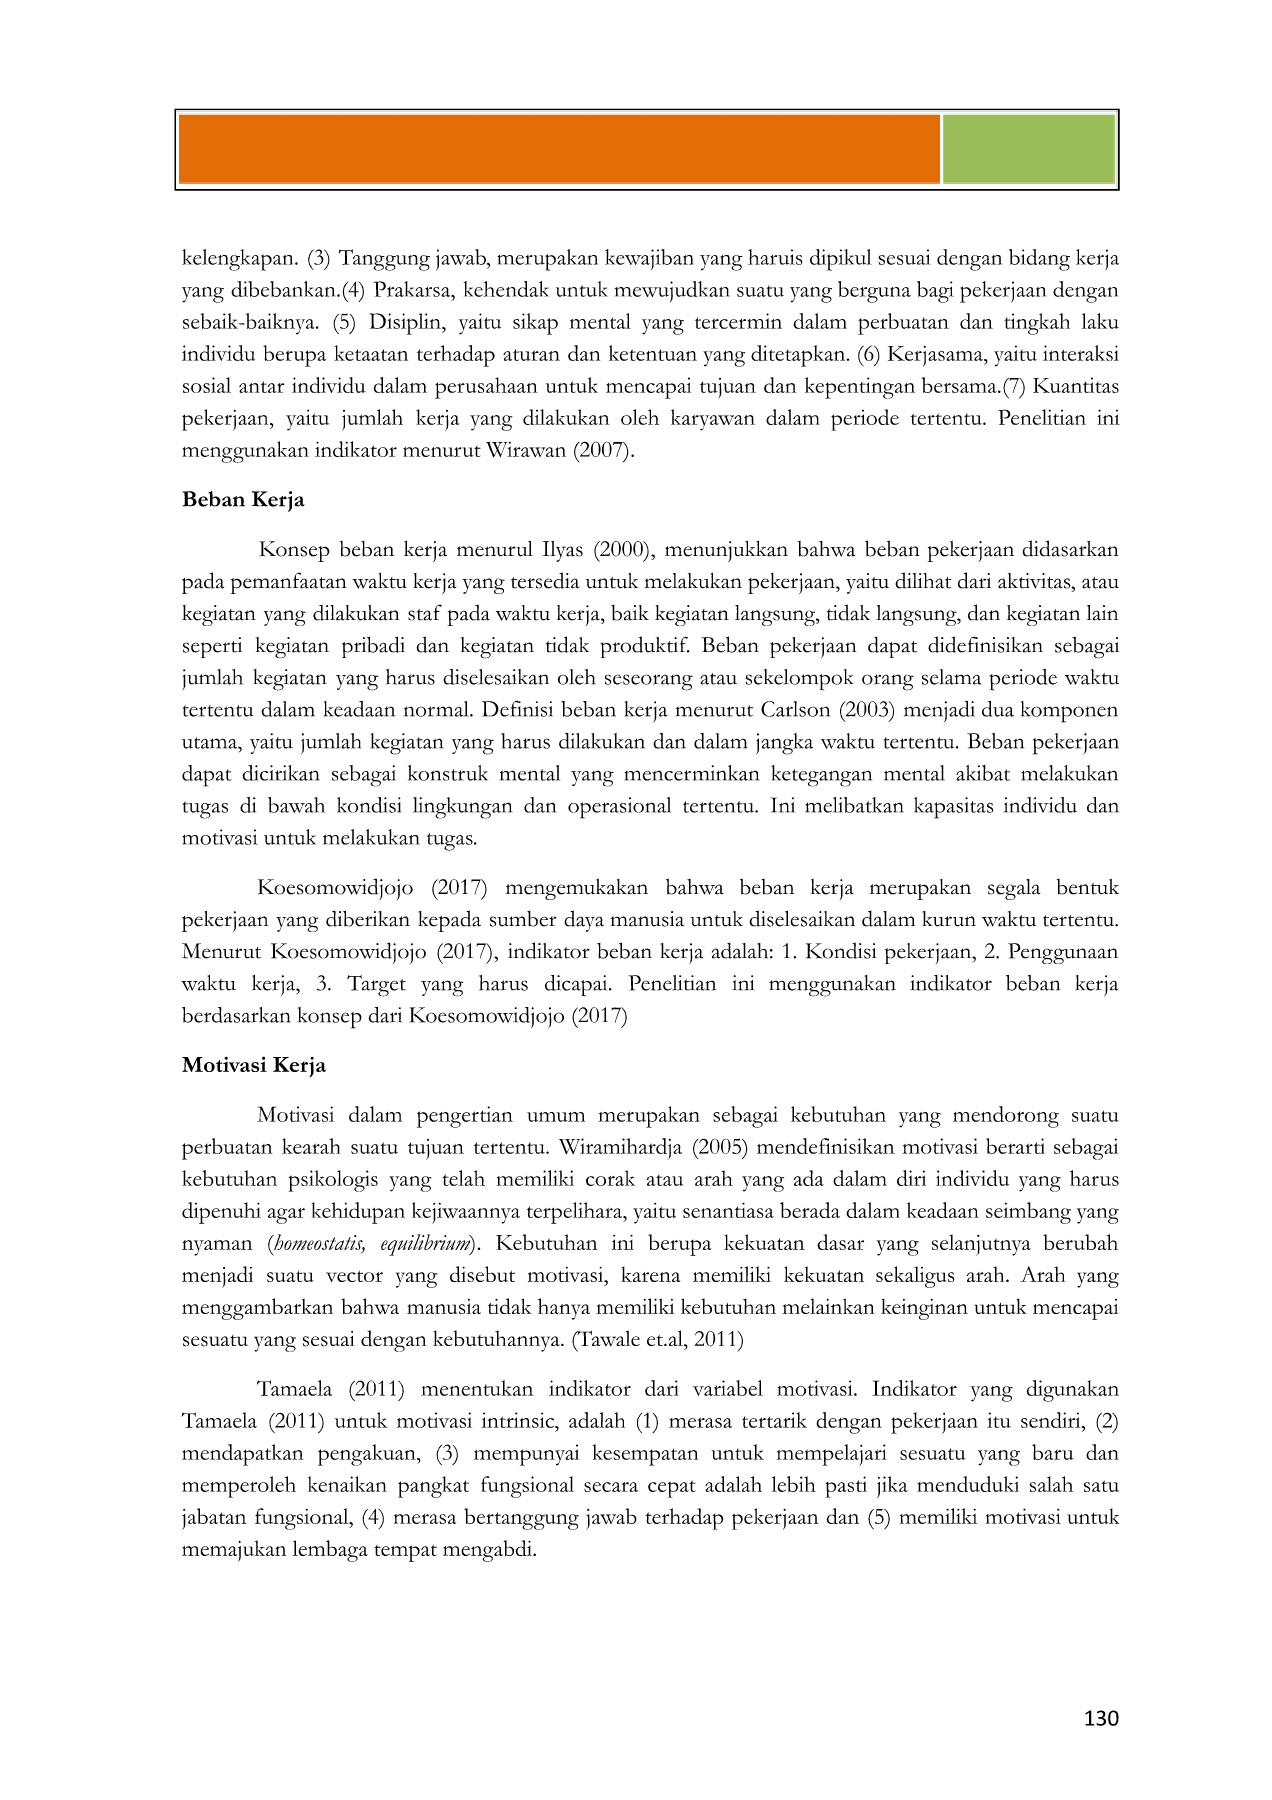 kelengkapan. (3) Tanggung jawab, merupakan kewajiban yang haruis dipikul sesuai dengan bidang kerja
yang dibebankan.(4) Prakarsa, kehendak untuk mewujudkan suatu yang berguna bagi pekerjaan dengan
sebaik-baiknya. (5) Disiplin, yaitu sikap mental yang tercermin dalam perbuatan dan tingkah laku
individu berupa ketaatan terhadap aturan dan ketentuan yang ditetapkan. (6) Kerjasama, yaitu interaksi
sosial antar individu dalam perusahaan untuk mencapai tujuan dan kepentingan bersama.(7) Kuantitas
pekerjaan, yaitu jumlah kerja yang dilakukan oleh karyawan dalam periode tertentu. Penelitian ini
menggunakan indikator menurut Wirawan (2007).
Beban Kerja
Konsep beban kerja menurul Ilyas (2000), menunjukkan bahwa beban pekerjaan didasarkan
pada pemanfaatan waktu kerja yang tersedia untuk melakukan pekerjaan, yaitu dilihat dari aktivitas, atau
kegiatan yang dilakukan staf pada waktu kerja, baik kegiatan langsung, tidak langsung, dan kegiatan lain
seperti kegiatan pribadi dan kegiatan tidak produktif. Beban pekerjaan dapat didefinisikan sebagai
jumlah kegiatan yang harus diselesaikan oleh seseorang atau sekelompok orang selama periode waktu
tertentu dalam keadaan normal. Definisi beban kerja menurut Carlson (2003) menjadi dua komponen
utama, yaitu jumlah kegiatan yang harus dilakukan dan dalam jangka waktu tertentu. Beban pekerjaan
dapat dicirikan sebagai konstruk mental yang mencerminkan ketegangan mental akibat melakukan
tugas di bawah kondisi lingkungan dan operasional tertentu. Ini melibatkan kapasitas individu dan
motivasi untuk melakukan tugas.
Koesomowidjojo (2017) mengemukakan bahwa beban kerja merupakan segala bentuk
pekerjaan yang diberikan kepada sumber daya manusia untuk diselesaikan dalam kurun waktu tertentu.
Menurut Koesomowidjojo (2017), indikator beban kerja adalah: 1. Kondisi pekerjaan, 2. Penggunaan
waktu kerja, 3. Target yang harus dicapai. Penelitian ini menggunakan indikator beban kerja
berdasarkan konsep dari Koesomowidjojo (2017)
Motivasi Kerja
Motivasi dalam pengertian umum merupakan sebagai kebutuhan yang mendorong suatu
perbuatan kearah suatu tujuan tertentu. Wiramihardja (2005) mendefinisikan motivasi berarti sebagai
kebutuhan psikologis yang telah memiliki corak atau arah yang ada dalam diri individu yang harus
dipenuhi agar kehidupan kejiwaannya terpelihara, yaitu senantiasa berada dalam keadaan seimbang yang
nyaman (homeostatis, equilibrium). Kebutuhan ini berupa kekuatan dasar yang selanjutnya berubah
menjadi suatu vector yang disebut motivasi, karena memiliki kekuatan sekaligus arah. Arah yang
menggambarkan bahwa manusia tidak hanya memiliki kebutuhan melainkan keinginan untuk mencapai
sesuatu yang sesuai dengan kebutuhannya. (Tawale et.al, 2011)
Tamaela (2011) menentukan indikator dari variabel motivasi. Indikator yang digunakan
Tamaela (2011) untuk motivasi intrinsic, adalah (1) merasa tertarik dengan pekerjaan itu sendiri, (2)
mendapatkan pengakuan, (3) mempunyai kesempatan untuk mempelajari sesuatu yang baru dan
memperoleh kenaikan pangkat fungsional secara cepat adalah lebih pasti jika menduduki salah satu
jabatan fungsional, (4) merasa bertanggung jawab terhadap pekerjaan dan (5) memiliki motivasi untuk
memajukan lembaga tempat mengabdi.
130